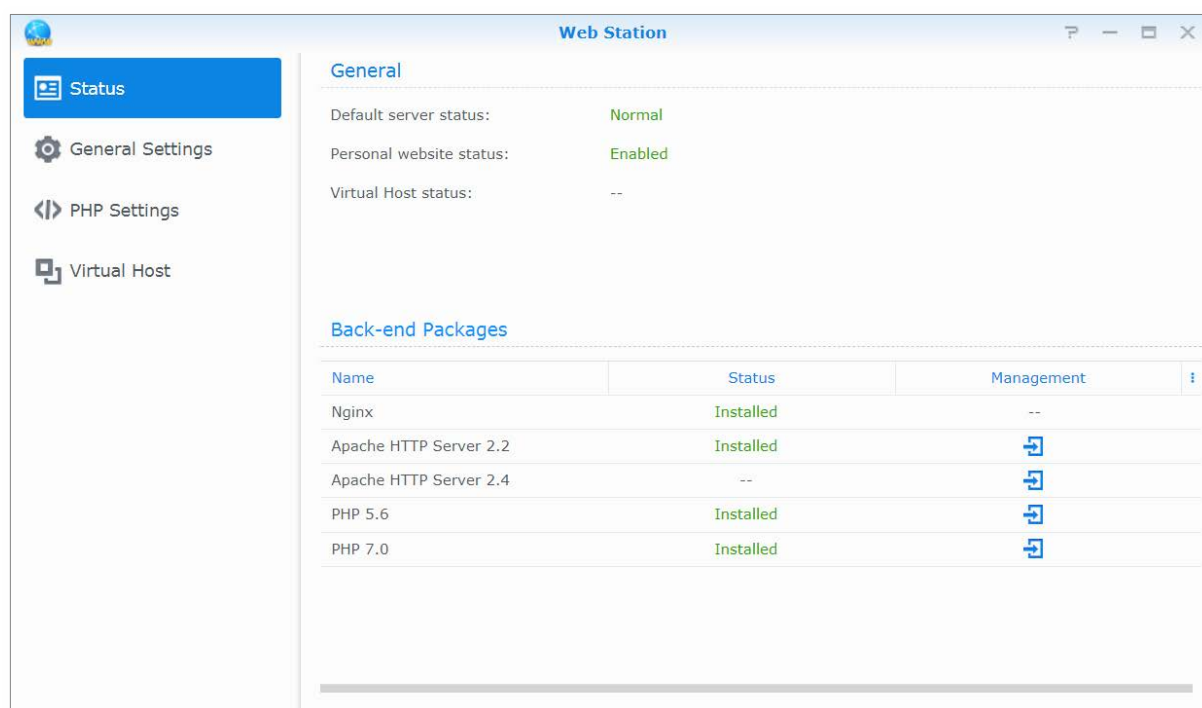 Web Station
Status
General Settings
PHP Settings
Virtual Host
General
Default server status: Normal
Personal website status: Enabled
Virtual Host status: --
Back-end Packages
Name Status Management
Nginx Installed --
Apache HTTP Server 2.2 Installed
Apache HTTP Server 2.4 --
PHP 5.6 Installed
PHP 7.0 Installed